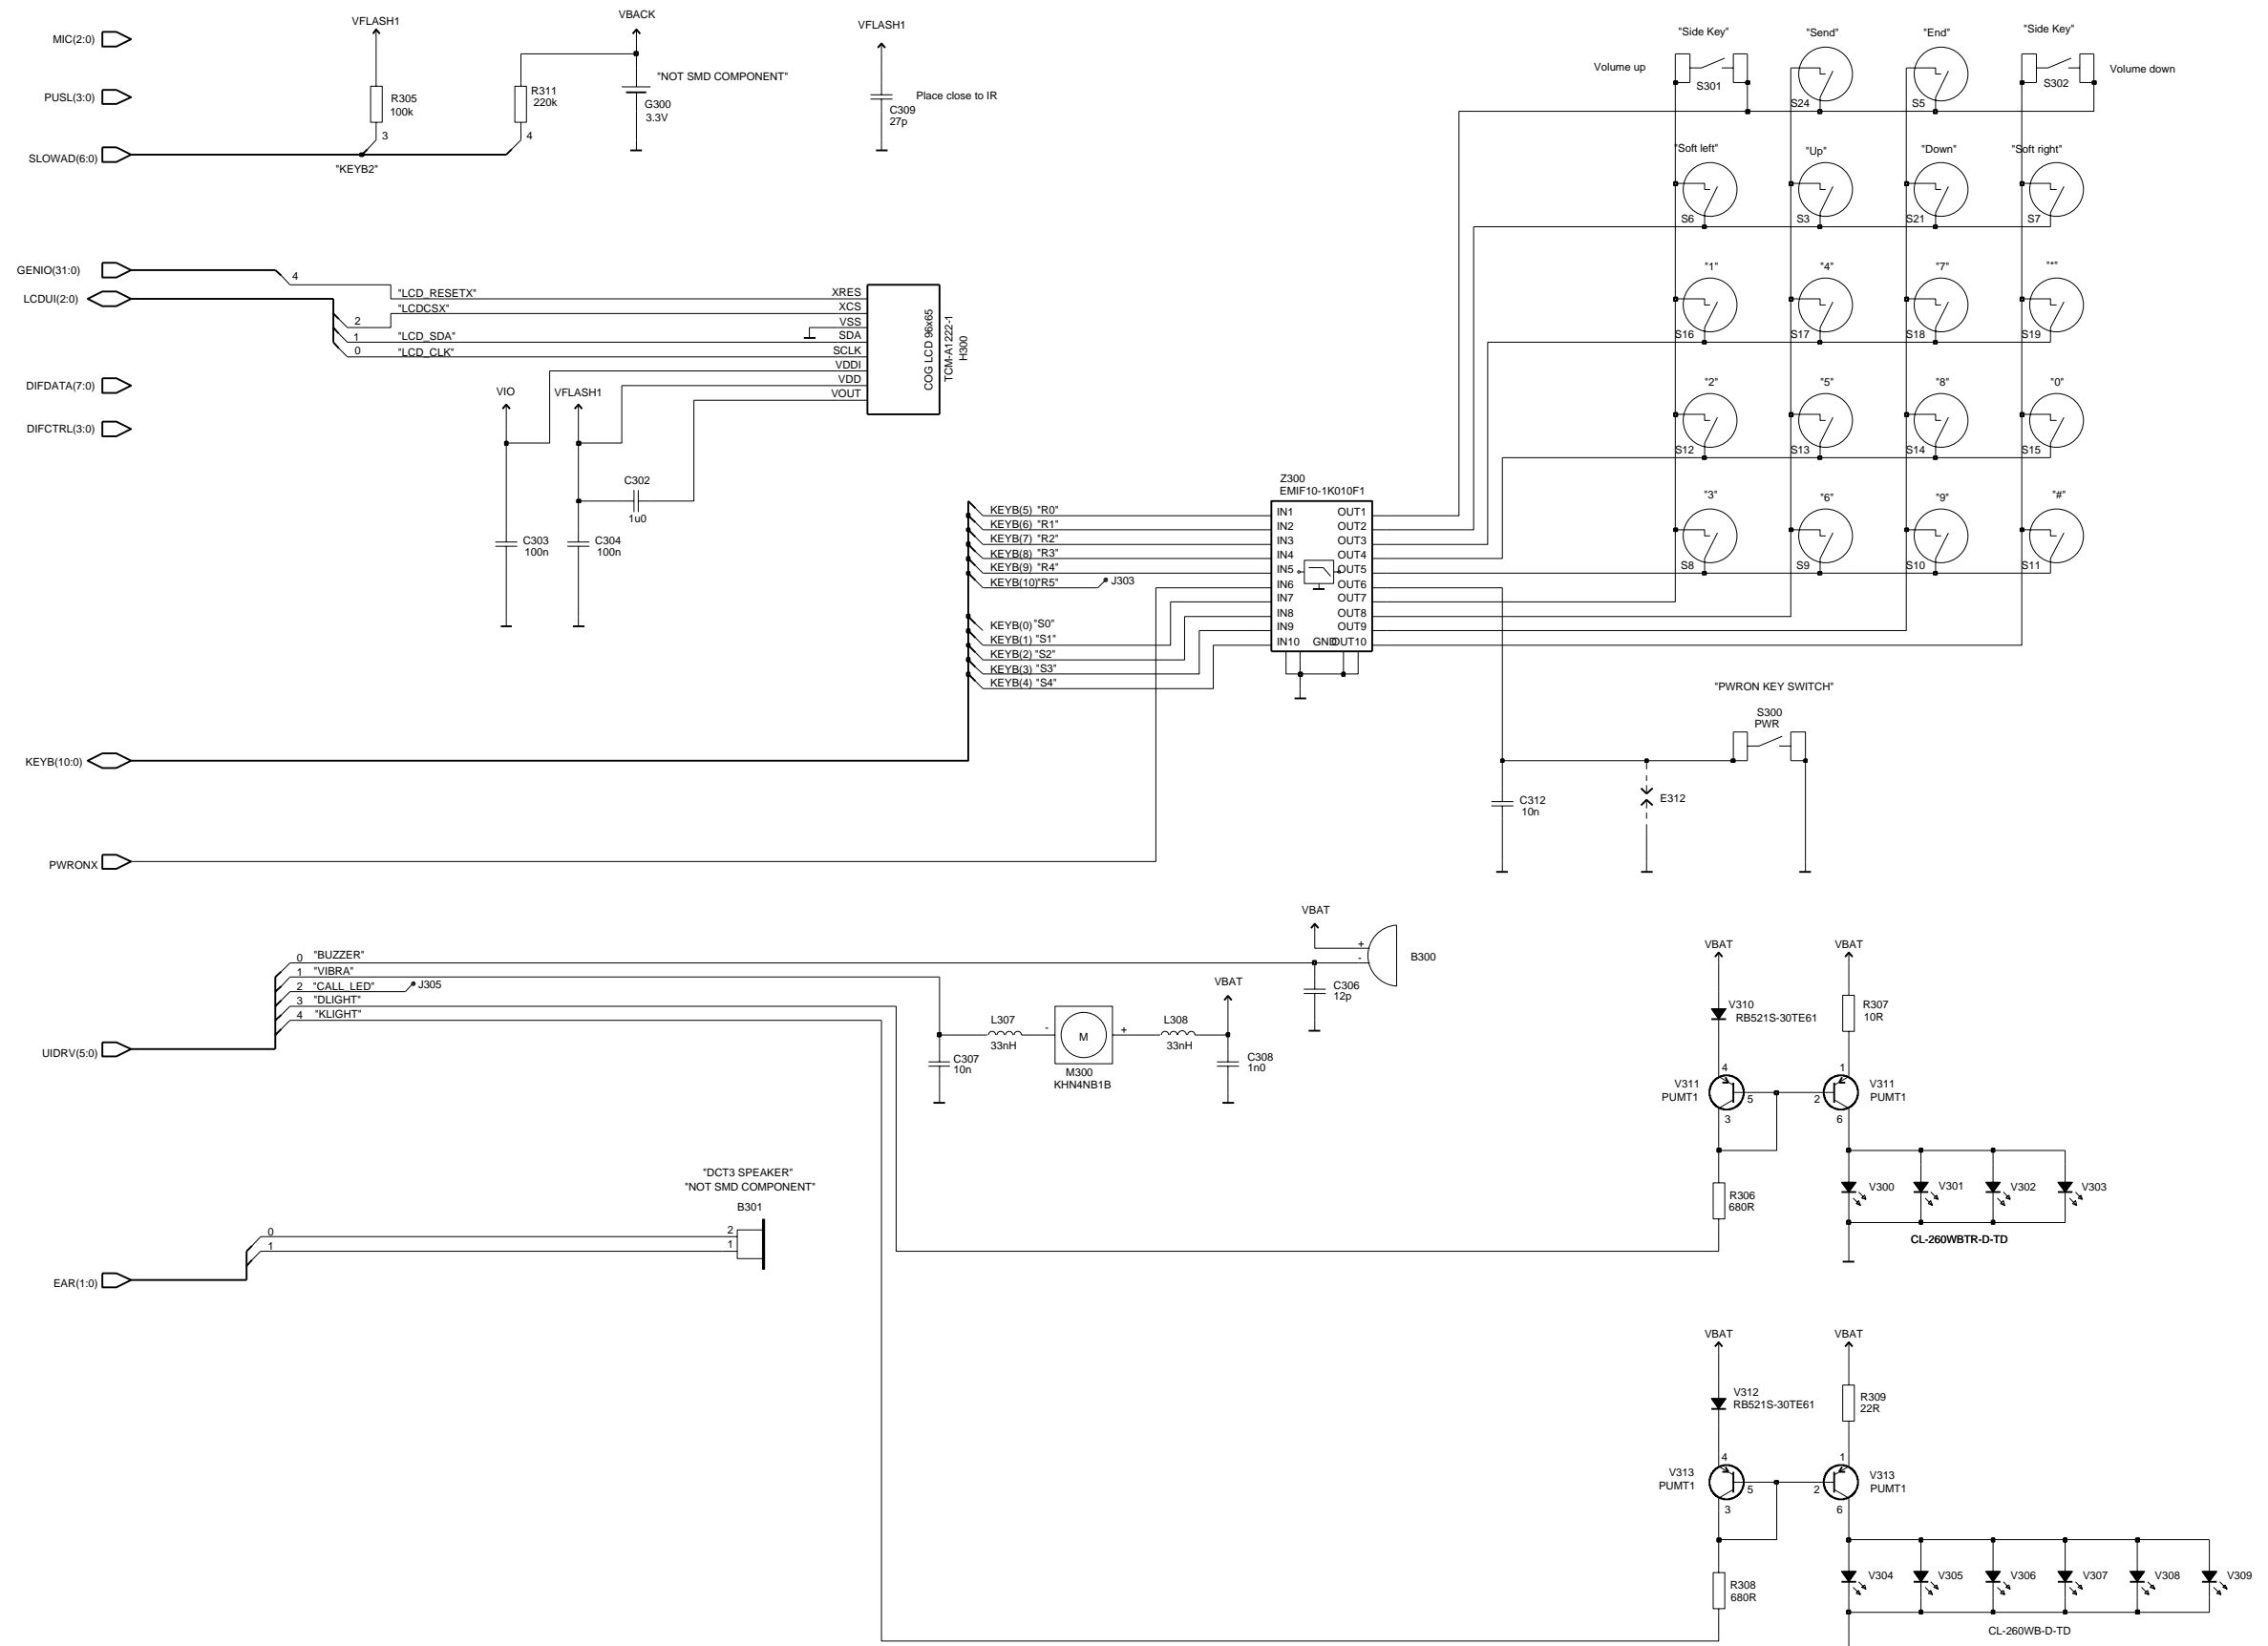 MIC(2:0)
PUSL(3:0)
SLOWAD(6:0)
VFLASH1
R305
100k
3
"KEYB2"
VBACK
R311
220k
4
"NOT SMD COMPONENT"
G300
3.3V
VFLASH1
C309
27p
Place close to IR
"Side Key"
Volume up
S301
"Send"
S24
"End"
S5
"Side Key"
S302
Volume down
"Soft left"
"Up"
"Down"
"Soft right"
S6
S3
S21
S7
"1"
"4"
"7"
"*"
S16
S17
S18
S19
"2"
"5"
"8"
"0"
S12
S13
S14
S15
"3"
"6"
"9"
"#"
S8
S9
S10
S11
GENIO(31:0)
4
LCDUI(2:0)
"LCD_RESETX"
"LCDCSX"
2
"LCD_SDA"
1
"LCD_CLK"
0
XRES
XCS
VSS
SDA
SCLK
VDDI
VDD
VOUT
COG LCD 96x65
TCM-A1222-1
H300
DIFDATA(7:0)
DIFCTRL(3:0)
VIO
VFLASH1
C302
1u0
C303
100n
C304
100n
Z300
EMIF10-1K010F1
KEYB(5) "R0"
KEYB(6) "R1"
KEYB(7) "R2"
KEYB(8) "R3"
KEYB(9) "R4"
KEYB(10)"R5"
J303
KEYB(0) "S0"
KEYB(1) "S1"
KEYB(2) "S2"
KEYB(3) "S3"
KEYB(4) "S4"
IN1 OUT1
IN2 OUT2
IN3 OUT3
IN4 OUT4
IN5 OUT5
IN6 OUT6
IN7 OUT7
IN8 OUT8
IN9 OUT9
IN10 GND OUT10
KEYB(10:0)
"PWRON KEY SWITCH"
S300
PWR
C312
10n
E312
PWRONX
UIDRV(5:0)
0 "BUZZER"
1 "VIBRA"
2 "CALL_LED"
J305
3 "DLIGHT"
4 "KLIGHT"
VBAT
+
-
B300
C306
12p
VBAT
L307
33nH
-
M
+
L308
33nH
C307
10n
M300
KHN4NB1B
C308
1n0
VBAT
VBAT
V310
RB521S-30TE61
R307
10R
4
1
V311
PUMT1
5
2
V311
PUMT1
3
6
R306
680R
V300
V301
V302
V303
CL-260WBTR-D-TD
"DCT3 SPEAKER"
"NOT SMD COMPONENT"
B301
EAR(1:0)
0
1
2
1
VBAT
VBAT
V312
RB521S-30TE61
R309
22R
4
1
V313
PUMT1
5
2
V313
PUMT1
3
6
R308
680R
V304
V305
V306
V307
V308
V309
CL-260WB-D-TD